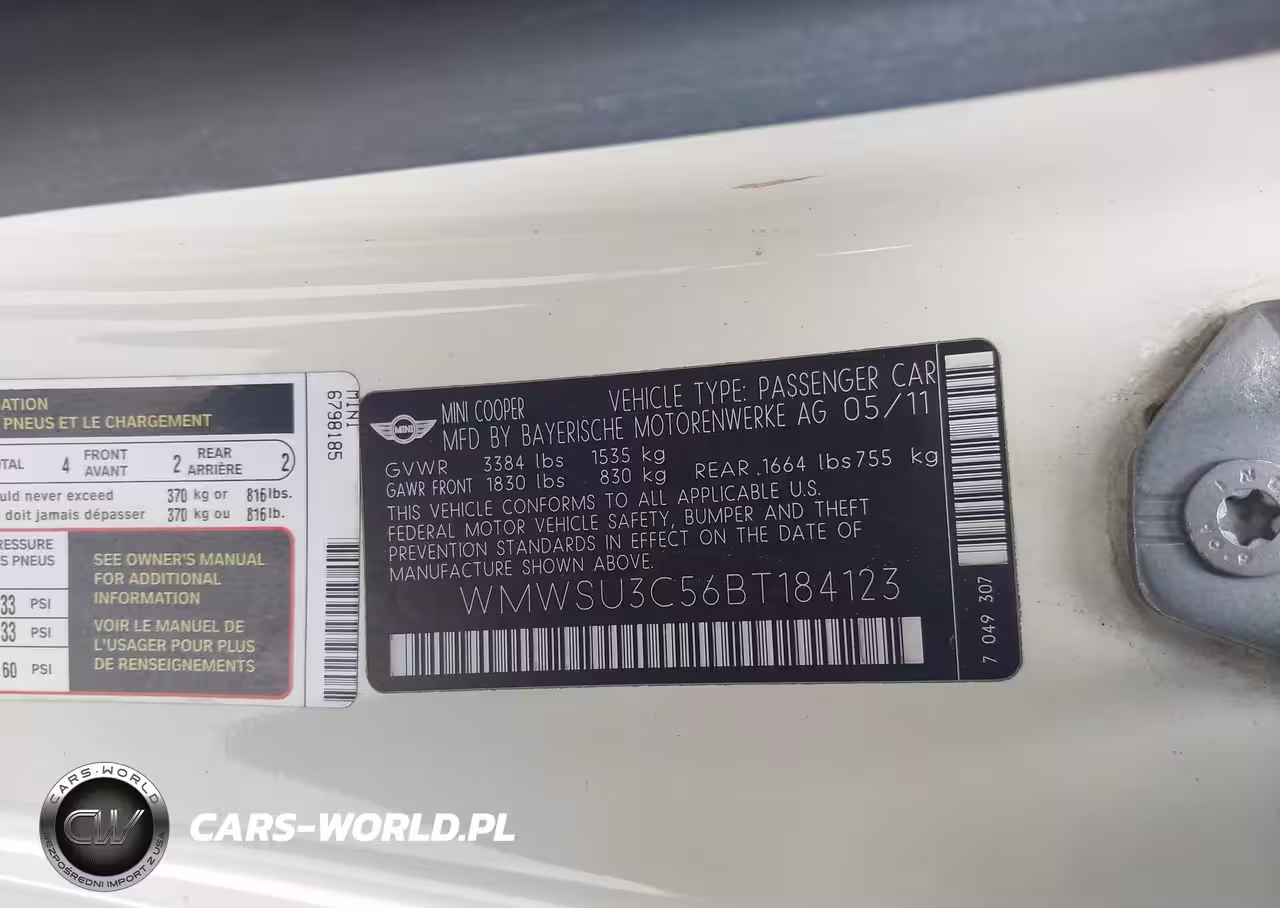 ATION
PNEUS ET LE CHARGEMENT
OTAL 4 FRONT AVANT 2 REAR ARRIÈRE 2
uld never exceed 370 kg or 816 lbs.
doit jamais dépasser 370 kg ou 816 lb.
RESSURE
S PNEUS
33 PSI
33 PSI
60 PSI
SEE OWNER'S MANUAL
FOR ADDITIONAL
INFORMATION
VOIR LE MANUEL DE
L'USAGER POUR PLUS
DE RENSEIGNEMENTS
MINI
6798185
MINI
MINI COOPER VEHICLE TYPE: PASSENGER CAR
MFD BY BAYERISCHE MOTORENWERKE AG 05/11
GVWR 3384 lbs 1535 kg
GAWR FRONT 1830 lbs 830 kg REAR 1664 lbs 755 kg
THIS VEHICLE CONFORMS TO ALL APPLICABLE U.S.
FEDERAL MOTOR VEHICLE SAFETY, BUMPER AND THEFT
PREVENTION STANDARDS IN EFFECT ON THE DATE OF
MANUFACTURE SHOWN ABOVE.
WMWSU3C56BT184123
7 049 307
CARS-WORLD
CW
BEZPOŚREDNI IMPORT Z USA
CARS-WORLD.PL